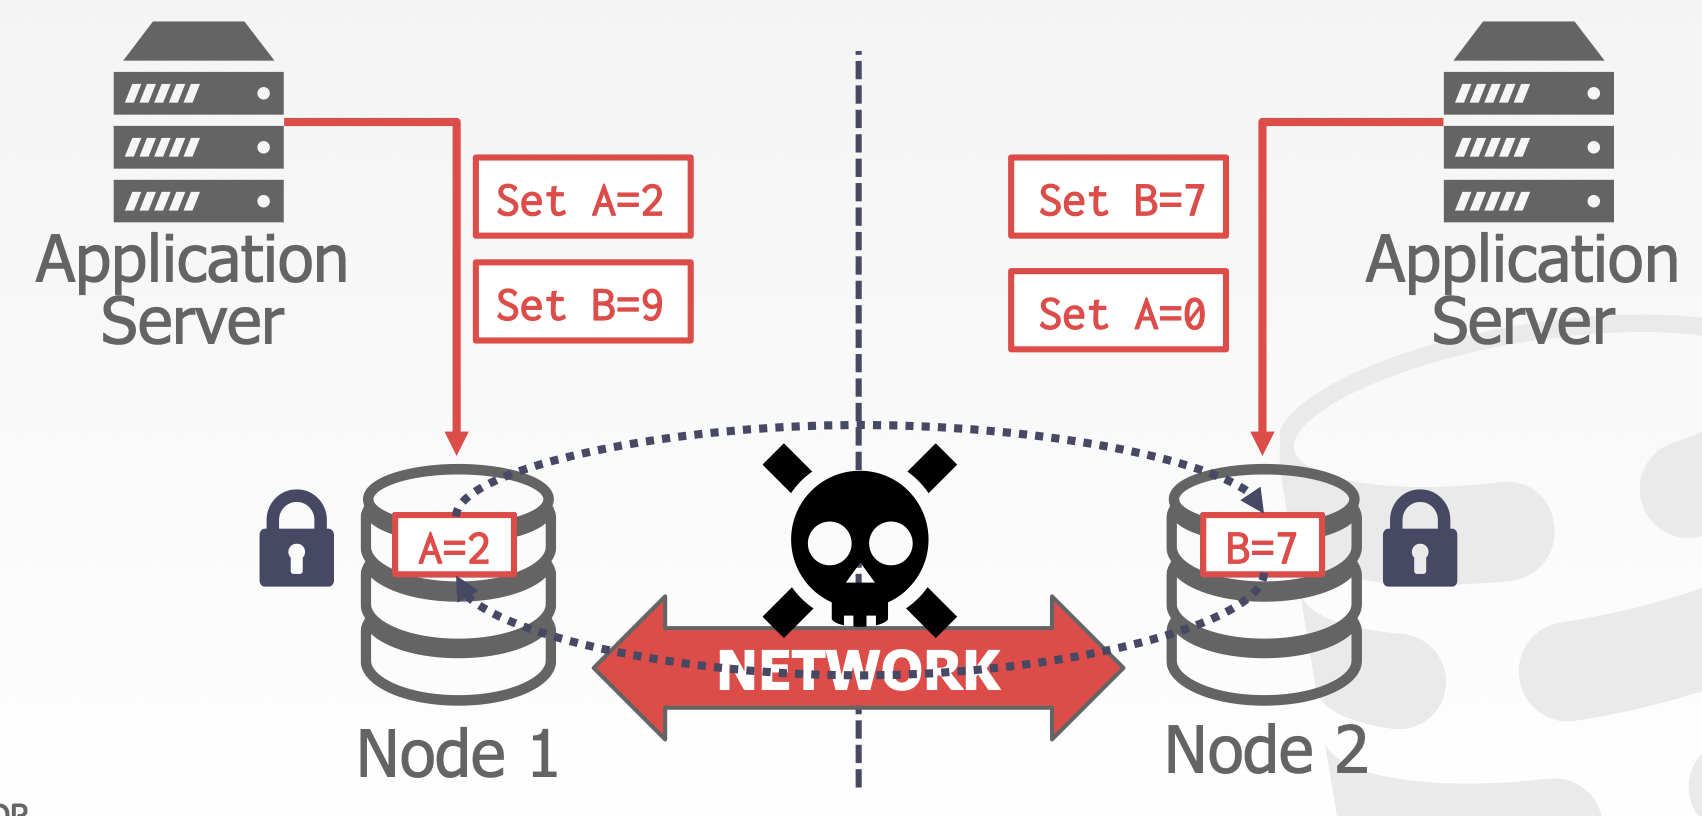 Set A=2
Set B=9
Set B=7
Set A=0
Application
Server
Application
Server
A=2
B=7
NETWORK
Node 1
Node 2